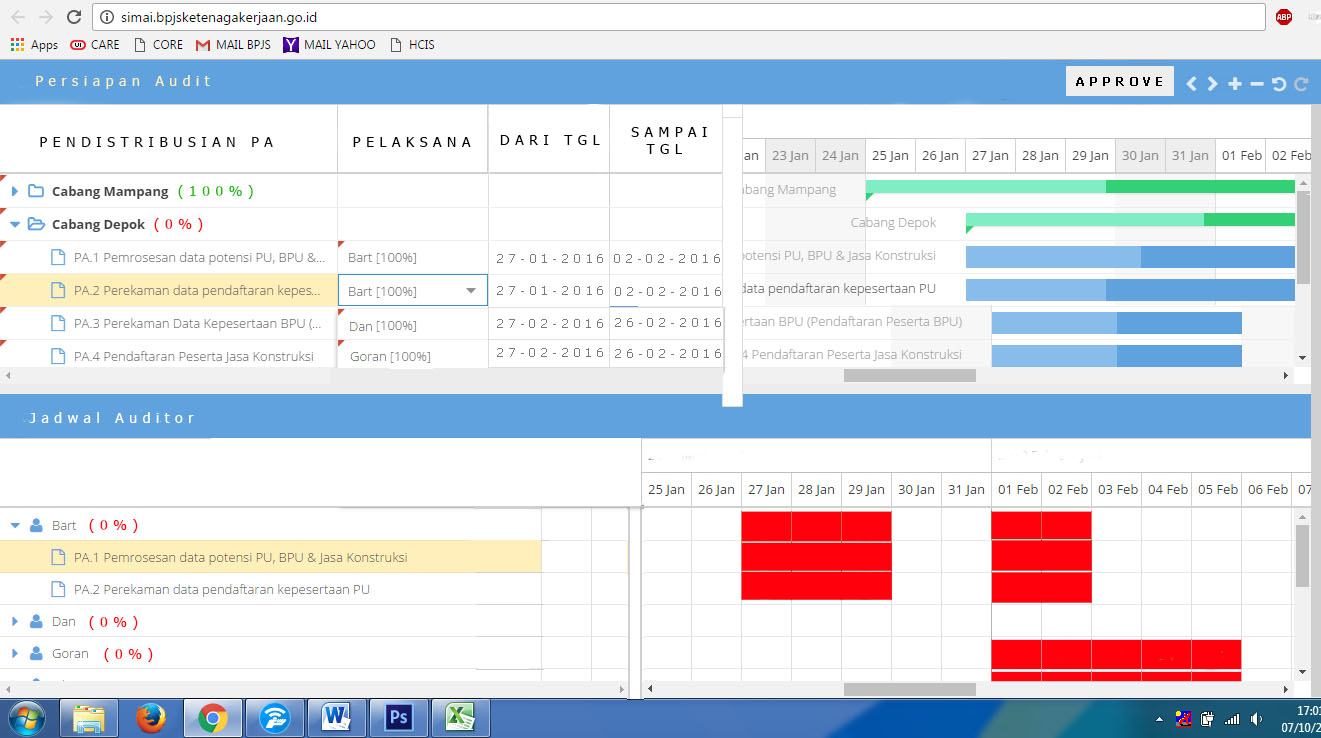 simai.bpjsketenagakerjaan.go.id
ABP
Apps CARE CORE MAIL BPJS MAIL YAHOO HCIS
Persiapan Audit APPROVE
PENDISTRIBUSIAN PA PELAKSANA DARI TGL SAMPAI TGL
23 Jan 24 Jan 25 Jan 26 Jan 27 Jan 28 Jan 29 Jan 30 Jan 31 Jan 01 Feb 02 Feb
Cabang Mampang (100%) abang Mampang
Cabang Depok (0%) Cabang Depok
PA.1 Pemrosesan data potensi PU, BPU &... Bart [100%] 27-01-2016 02-02-2016 potensi PU, BPU & Jasa Konstruksi
PA.2 Perekaman data pendaftaran kepes... Bart [100%] 27-01-2016 02-02-2016 data pendaftaran kepesertaan PU
PA.3 Perekaman Data Kepesertaan BPU (... Dan [100%] 27-02-2016 26-02-2016 ertaan BPU (Pendaftaran Peserta BPU)
PA.4 Pendaftaran Peserta Jasa Konstruksi Goran [100%] 27-02-2016 26-02-2016 4 Pendaftaran Peserta Jasa Konstruksi
Jadwal Auditor
25 Jan 26 Jan 27 Jan 28 Jan 29 Jan 30 Jan 31 Jan 01 Feb 02 Feb 03 Feb 04 Feb 05 Feb 06 Feb 07
Bart (0%)
PA.1 Pemrosesan data potensi PU, BPU & Jasa Konstruksi
PA.2 Perekaman data pendaftaran kepesertaan PU
Dan (0%)
Goran (0%)
Ps
17:01
07/10/2